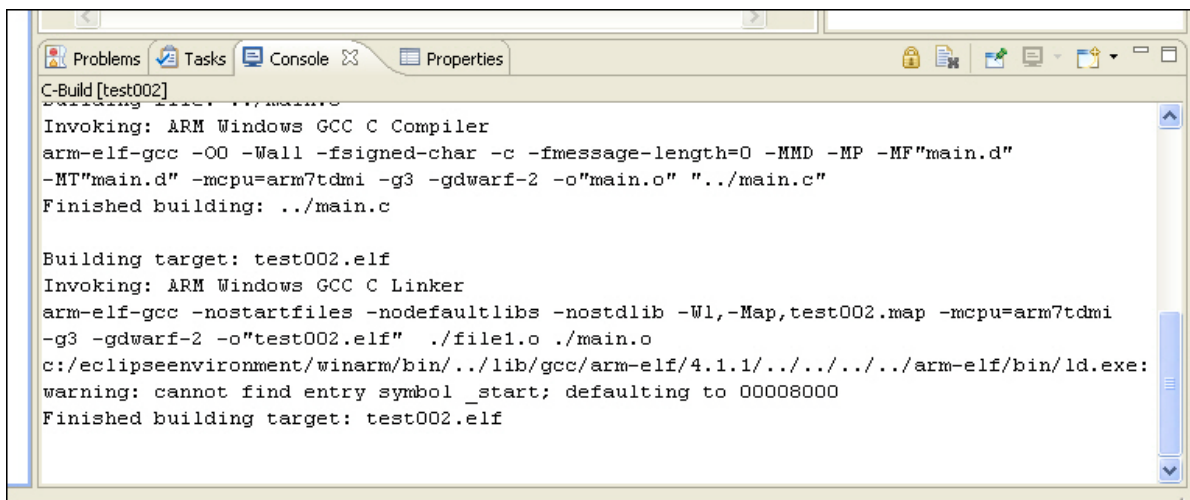 Problems Tasks Console Properties
C-Build [test002]
Building file: ../main.c
Invoking: ARM Windows GCC C Compiler
arm-elf-gcc -O0 -Wall -fsigned-char -c -fmessage-length=0 -MMD -MP -MF"main.d"
-MT"main.d" -mcpu=arm7tdmi -g3 -gdwarf-2 -o"main.o" "../main.c"
Finished building: ../main.c
Building target: test002.elf
Invoking: ARM Windows GCC C Linker
arm-elf-gcc -nostartfiles -nodefaultlibs -nostdlib -Wl,-Map,test002.map -mcpu=arm7tdmi
-g3 -gdwarf-2 -o"test002.elf"  ./file1.o ./main.o
c:/eclipseenvironment/winarm/bin/../lib/gcc/arm-elf/4.1.1/../../../../arm-elf/bin/ld.exe:
warning: cannot find entry symbol _start; defaulting to 00008000
Finished building target: test002.elf